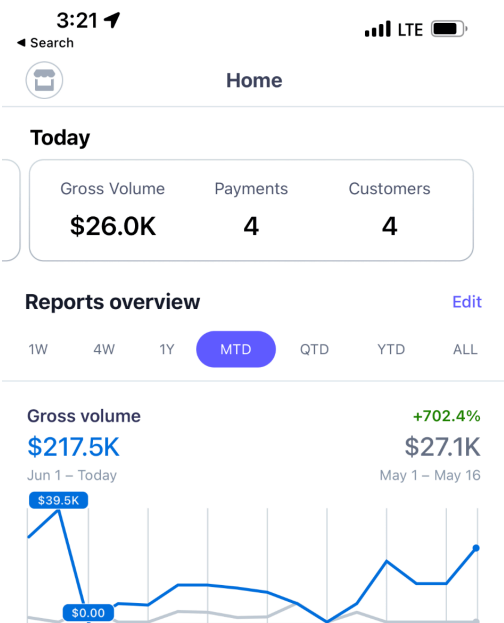 3:21 LTE
Search
Home
Today
Gross Volume Payments Customers
$26.0K 4 4
Reports overview Edit
1W 4W 1Y MTD QTD YTD ALL
Gross volume +702.4%
$217.5K $27.1K
Jun 1 – Today May 1 – May 16
$39.5K
$0.00